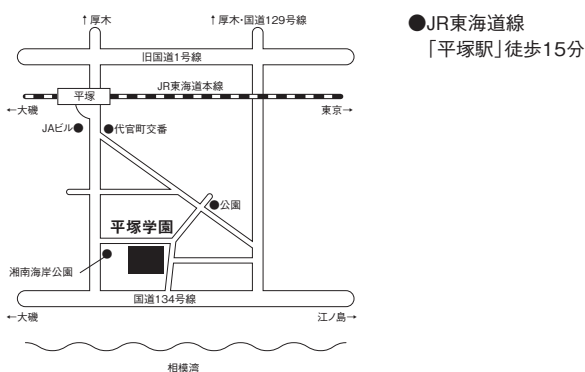 ↑厚木
↑厚木・国道129号線
旧国道1号線
JR東海道本線
平塚
←大磯
東京→
JAビル●
●代官町交番
●公園
平塚学園
湘南海岸公園
国道134号線
←大磯
江ノ島→
相模湾
●JR東海道線
「平塚駅」徒歩15分